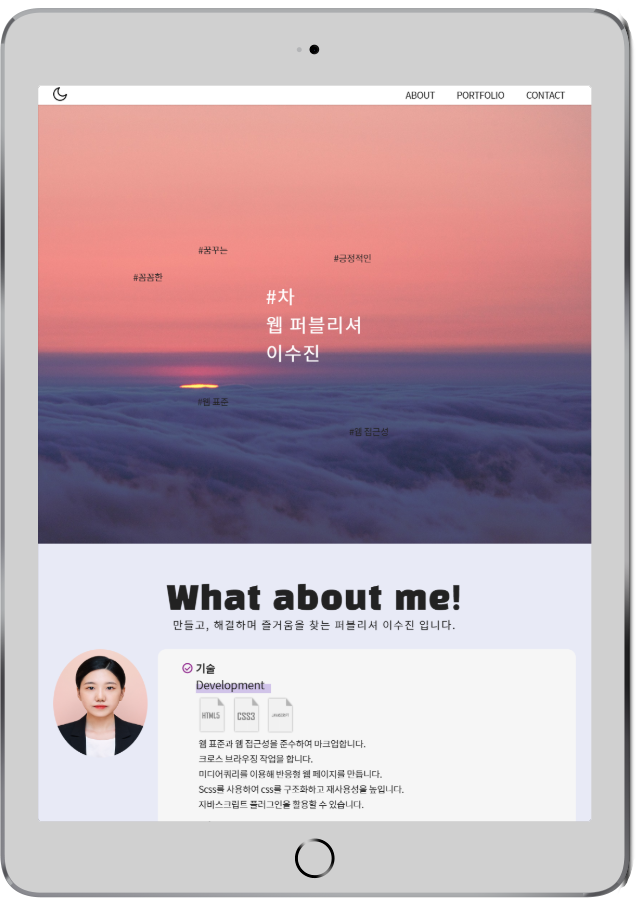 ABOUT PORTFOLIO CONTACT
#꿈꾸는
#긍정적인
#꼼꼼한
#차
웹 퍼블리셔
이수진
#웹 표준
#웹 접근성
What about me!
만들고, 해결하며 즐거움을 찾는 퍼블리셔 이수진 입니다.
기술
Development
HTML5 CSS3 JAVASCRIPT
웹 표준과 웹 접근성을 준수하여 마크업합니다.
크로스 브라우징 작업을 합니다.
미디어쿼리를 이용해 반응형 웹 페이지를 만듭니다.
Scss를 사용하여 css를 구조화하고 재사용성을 높입니다.
자바스크립트 플러그인을 활용할 수 있습니다.